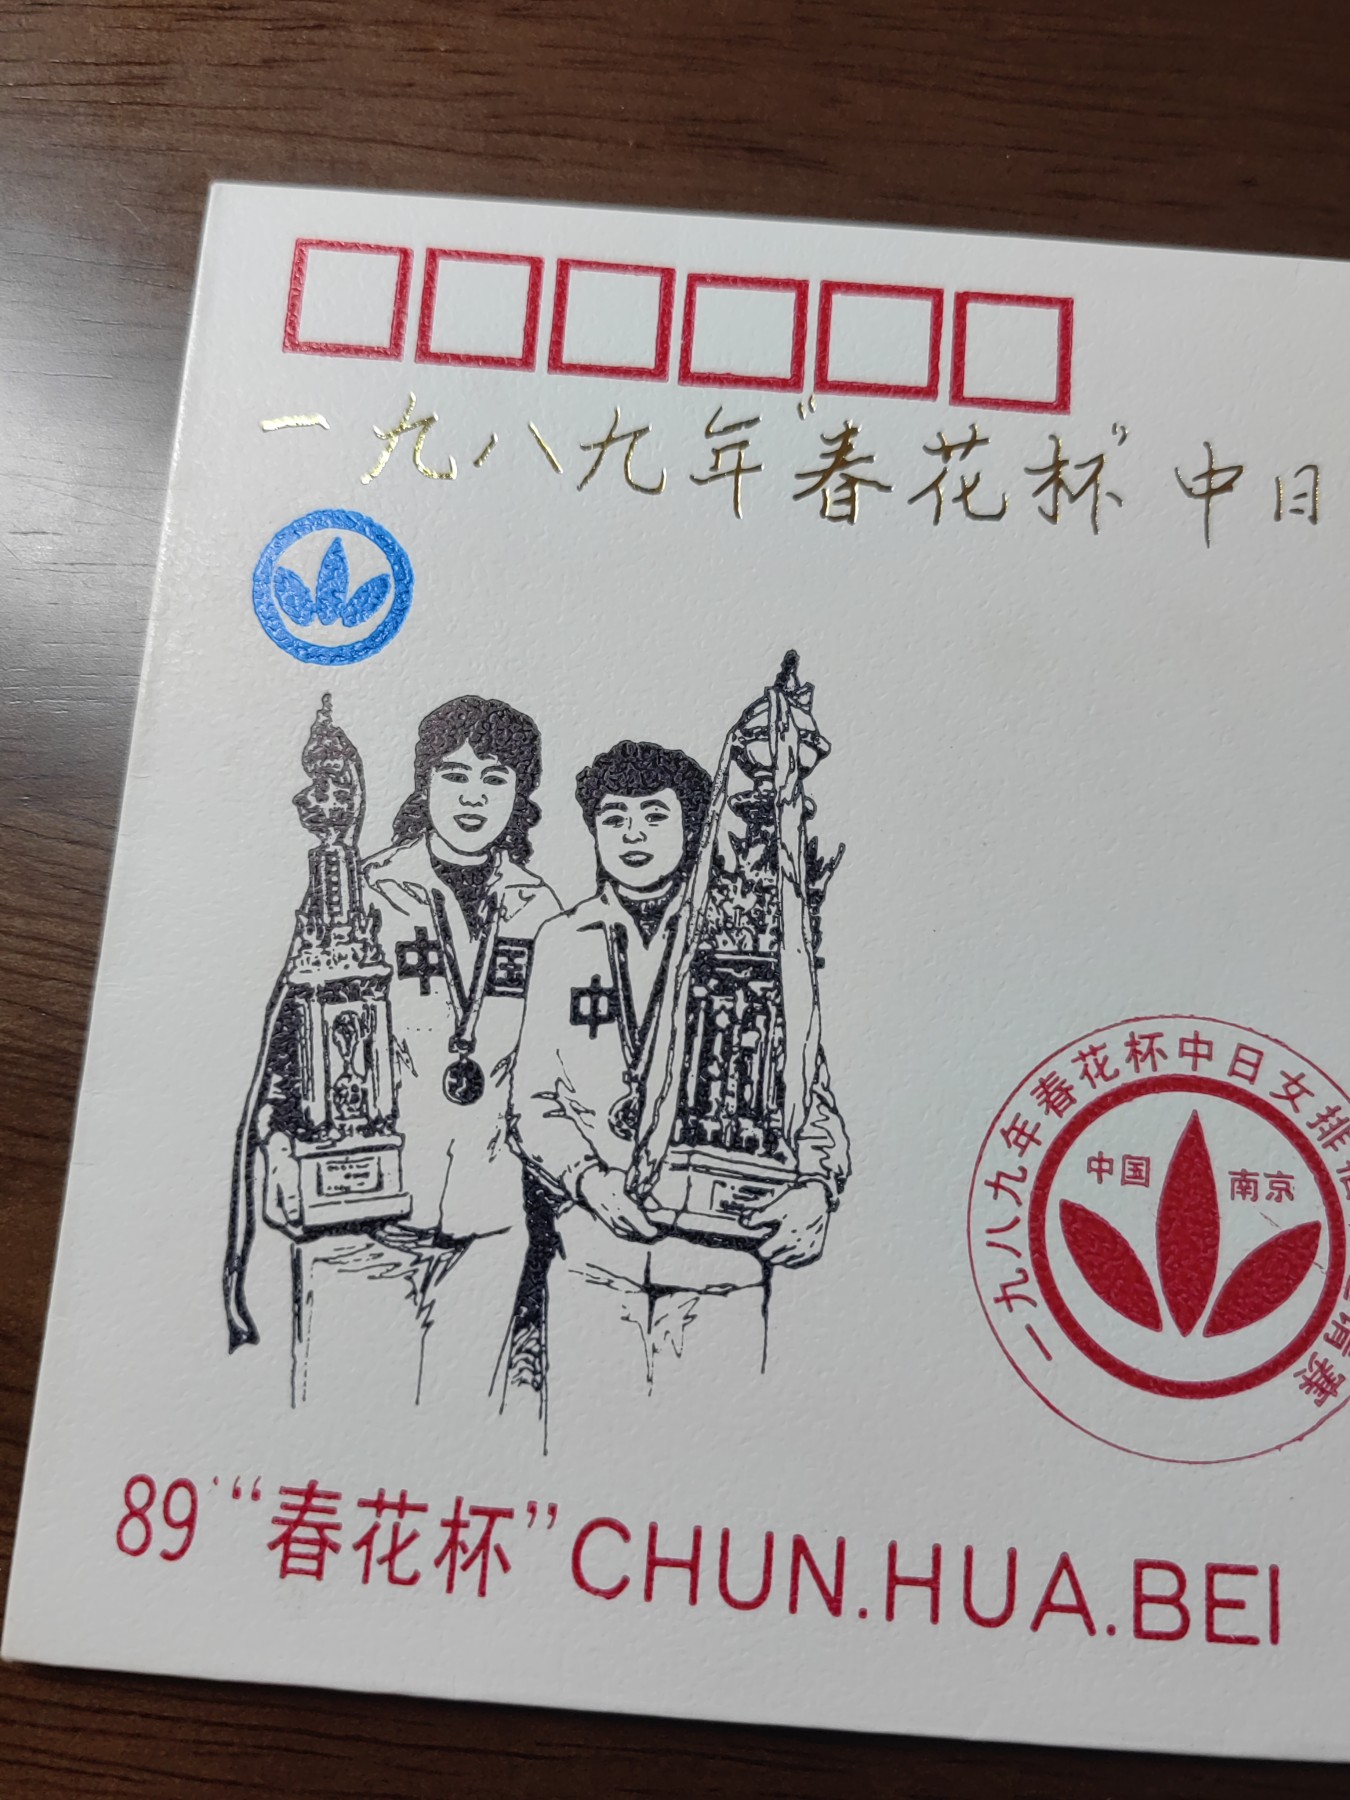 一九八九年“春花杯”中日
中国
中
一九八九年春花杯中日女排
中国 南京
赛
89'“春花杯”CHUN.HUA.BEI